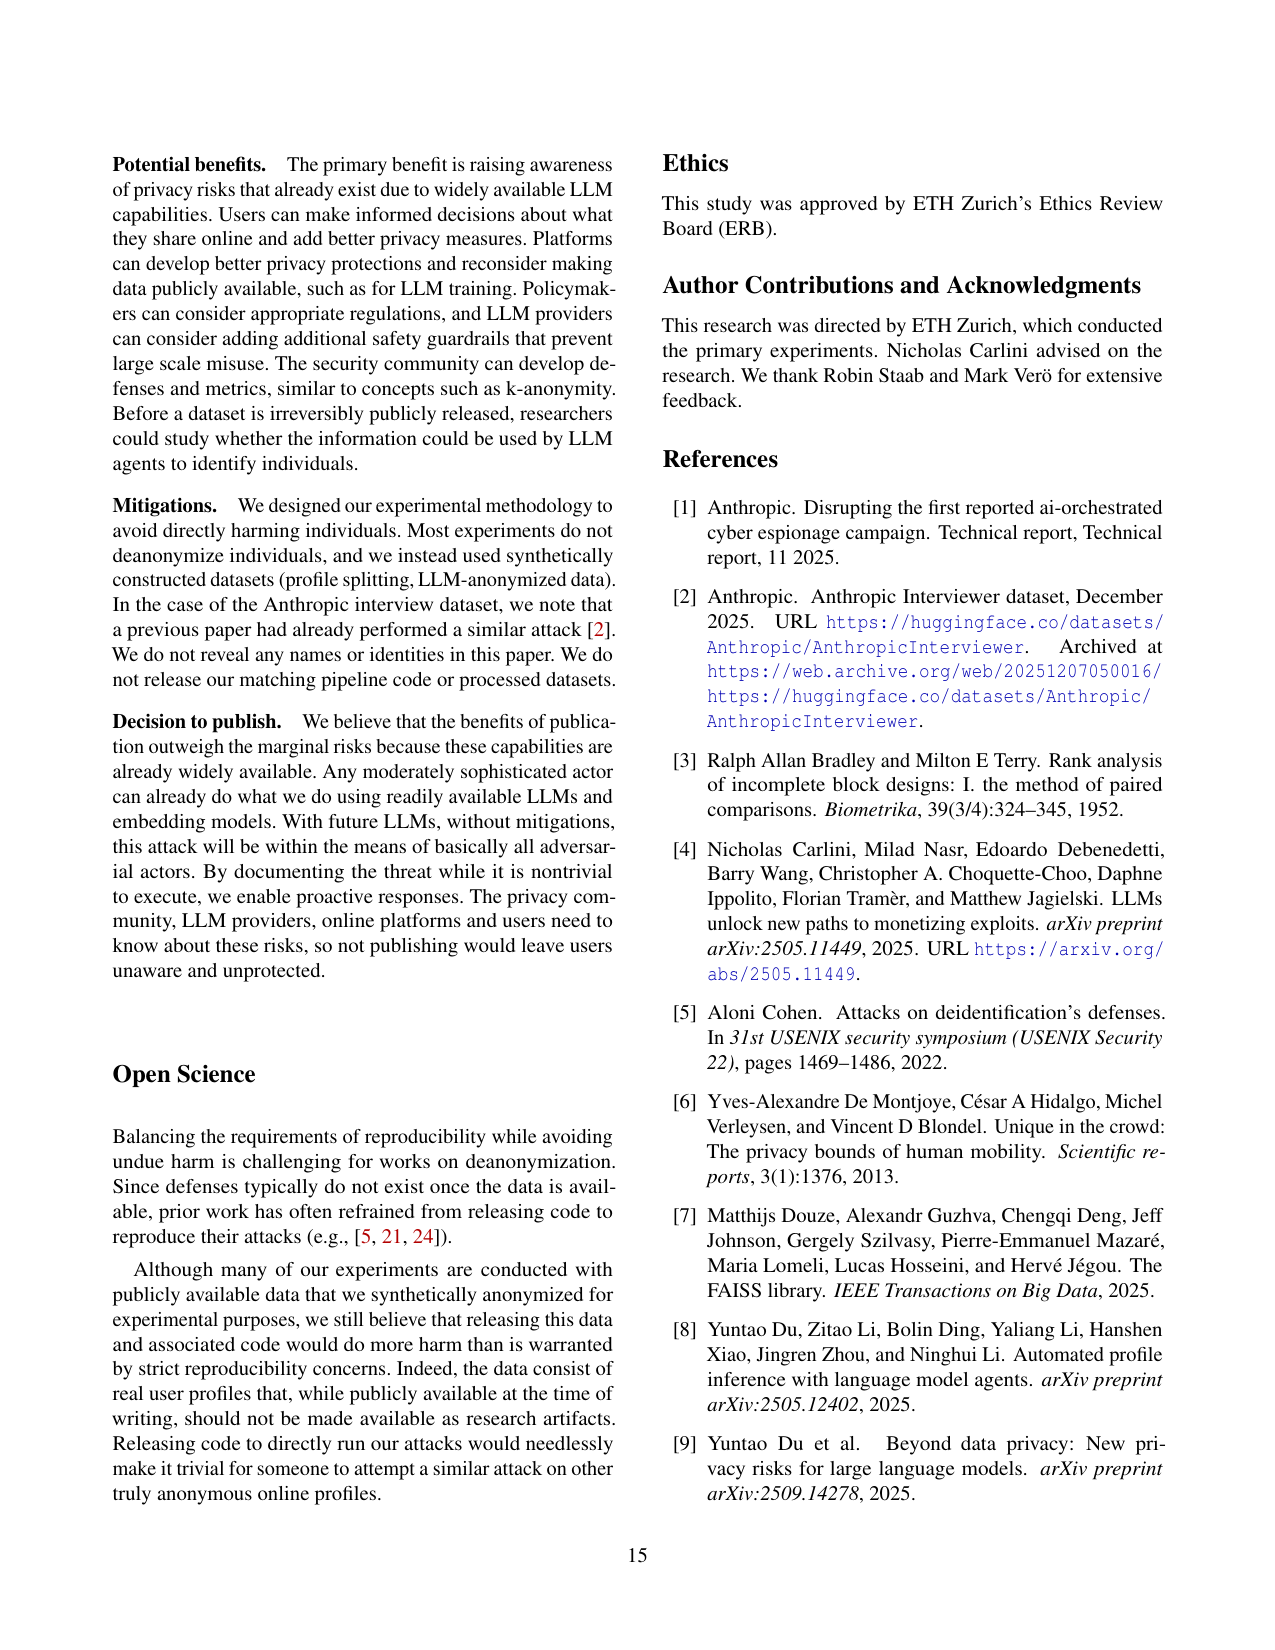 Potential benefits. The primary benefit is raising awareness
of privacy risks that already exist due to widely available LLM
capabilities. Users can make informed decisions about what
they share online and add better privacy measures. Platforms
can develop better privacy protections and reconsider making
data publicly available, such as for LLM training. Policymak-
ers can consider appropriate regulations, and LLM providers
can consider adding additional safety guardrails that prevent
large scale misuse. The security community can develop de-
fenses and metrics, similar to concepts such as k-anonymity.
Before a dataset is irreversibly publicly released, researchers
could study whether the information could be used by LLM
agents to identify individuals.
Mitigations. We designed our experimental methodology to
avoid directly harming individuals. Most experiments do not
deanonymize individuals, and we instead used synthetically
constructed datasets (profile splitting, LLM-anonymized data).
In the case of the Anthropic interview dataset, we note that
a previous paper had already performed a similar attack [2].
We do not reveal any names or identities in this paper. We do
not release our matching pipeline code or processed datasets.
Decision to publish. We believe that the benefits of publica-
tion outweigh the marginal risks because these capabilities are
already widely available. Any moderately sophisticated actor
can already do what we do using readily available LLMs and
embedding models. With future LLMs, without mitigations,
this attack will be within the means of basically all adversar-
ial actors. By documenting the threat while it is nontrivial
to execute, we enable proactive responses. The privacy com-
munity, LLM providers, online platforms and users need to
know about these risks, so not publishing would leave users
unaware and unprotected.
Open Science
Balancing the requirements of reproducibility while avoiding
undue harm is challenging for works on deanonymization.
Since defenses typically do not exist once the data is avail-
able, prior work has often refrained from releasing code to
reproduce their attacks (e.g., [5, 21, 24]).
Although many of our experiments are conducted with
publicly available data that we synthetically anonymized for
experimental purposes, we still believe that releasing this data
and associated code would do more harm than is warranted
by strict reproducibility concerns. Indeed, the data consist of
real user profiles that, while publicly available at the time of
writing, should not be made available as research artifacts.
Releasing code to directly run our attacks would needlessly
make it trivial for someone to attempt a similar attack on other
truly anonymous online profiles.
Ethics
This study was approved by ETH Zurich's Ethics Review
Board (ERB).
Author Contributions and Acknowledgments
This research was directed by ETH Zurich, which conducted
the primary experiments. Nicholas Carlini advised on the
research. We thank Robin Staab and Mark Verö for extensive
feedback.
References
[1] Anthropic. Disrupting the first reported ai-orchestrated
cyber espionage campaign. Technical report, Technical
report, 11 2025.
[2] Anthropic. Anthropic Interviewer dataset, December
2025. URL https://huggingface.co/datasets/
Anthropic/AnthropicInterviewer. Archived at
https://web.archive.org/web/20251207050016/
https://huggingface.co/datasets/Anthropic/
AnthropicInterviewer.
[3] Ralph Allan Bradley and Milton E Terry. Rank analysis
of incomplete block designs: I. the method of paired
comparisons. Biometrika, 39(3/4):324–345, 1952.
[4] Nicholas Carlini, Milad Nasr, Edoardo Debenedetti,
Barry Wang, Christopher A. Choquette-Choo, Daphne
Ippolito, Florian Tramèr, and Matthew Jagielski. LLMs
unlock new paths to monetizing exploits. arXiv preprint
arXiv:2505.11449, 2025. URL https://arxiv.org/
abs/2505.11449.
[5] Aloni Cohen. Attacks on deidentification's defenses.
In 31st USENIX security symposium (USENIX Security
22), pages 1469–1486, 2022.
[6] Yves-Alexandre De Montjoye, César A Hidalgo, Michel
Verleysen, and Vincent D Blondel. Unique in the crowd:
The privacy bounds of human mobility. Scientific re-
ports, 3(1):1376, 2013.
[7] Matthijs Douze, Alexandr Guzhva, Chengqi Deng, Jeff
Johnson, Gergely Szilvasy, Pierre-Emmanuel Mazaré,
Maria Lomeli, Lucas Hosseini, and Hervé Jégou. The
FAISS library. IEEE Transactions on Big Data, 2025.
[8] Yuntao Du, Zitao Li, Bolin Ding, Yaliang Li, Hanshen
Xiao, Jingren Zhou, and Ninghui Li. Automated profile
inference with language model agents. arXiv preprint
arXiv:2505.12402, 2025.
[9] Yuntao Du et al. Beyond data privacy: New pri-
vacy risks for large language models. arXiv preprint
arXiv:2509.14278, 2025.
15